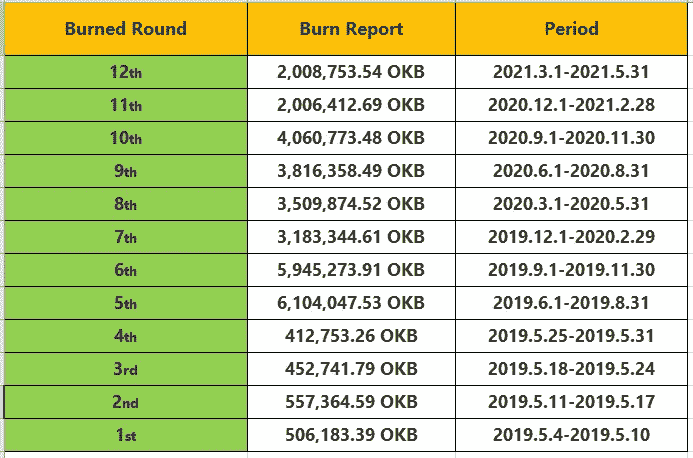 Burned Round Burn Report Period
12th 2,008,753.54 OKB 2021.3.1-2021.5.31
11th 2,006,412.69 OKB 2020.12.1-2021.2.28
10th 4,060,773.48 OKB 2020.9.1-2020.11.30
9th 3,816,358.49 OKB 2020.6.1-2020.8.31
8th 3,509,874.52 OKB 2020.3.1-2020.5.31
7th 3,183,344.61 OKB 2019.12.1-2020.2.29
6th 5,945,273.91 OKB 2019.9.1-2019.11.30
5th 6,104,047.53 OKB 2019.6.1-2019.8.31
4th 412,753.26 OKB 2019.5.25-2019.5.31
3rd 452,741.79 OKB 2019.5.18-2019.5.24
2nd 557,364.59 OKB 2019.5.11-2019.5.17
1st 506,183.39 OKB 2019.5.4-2019.5.10